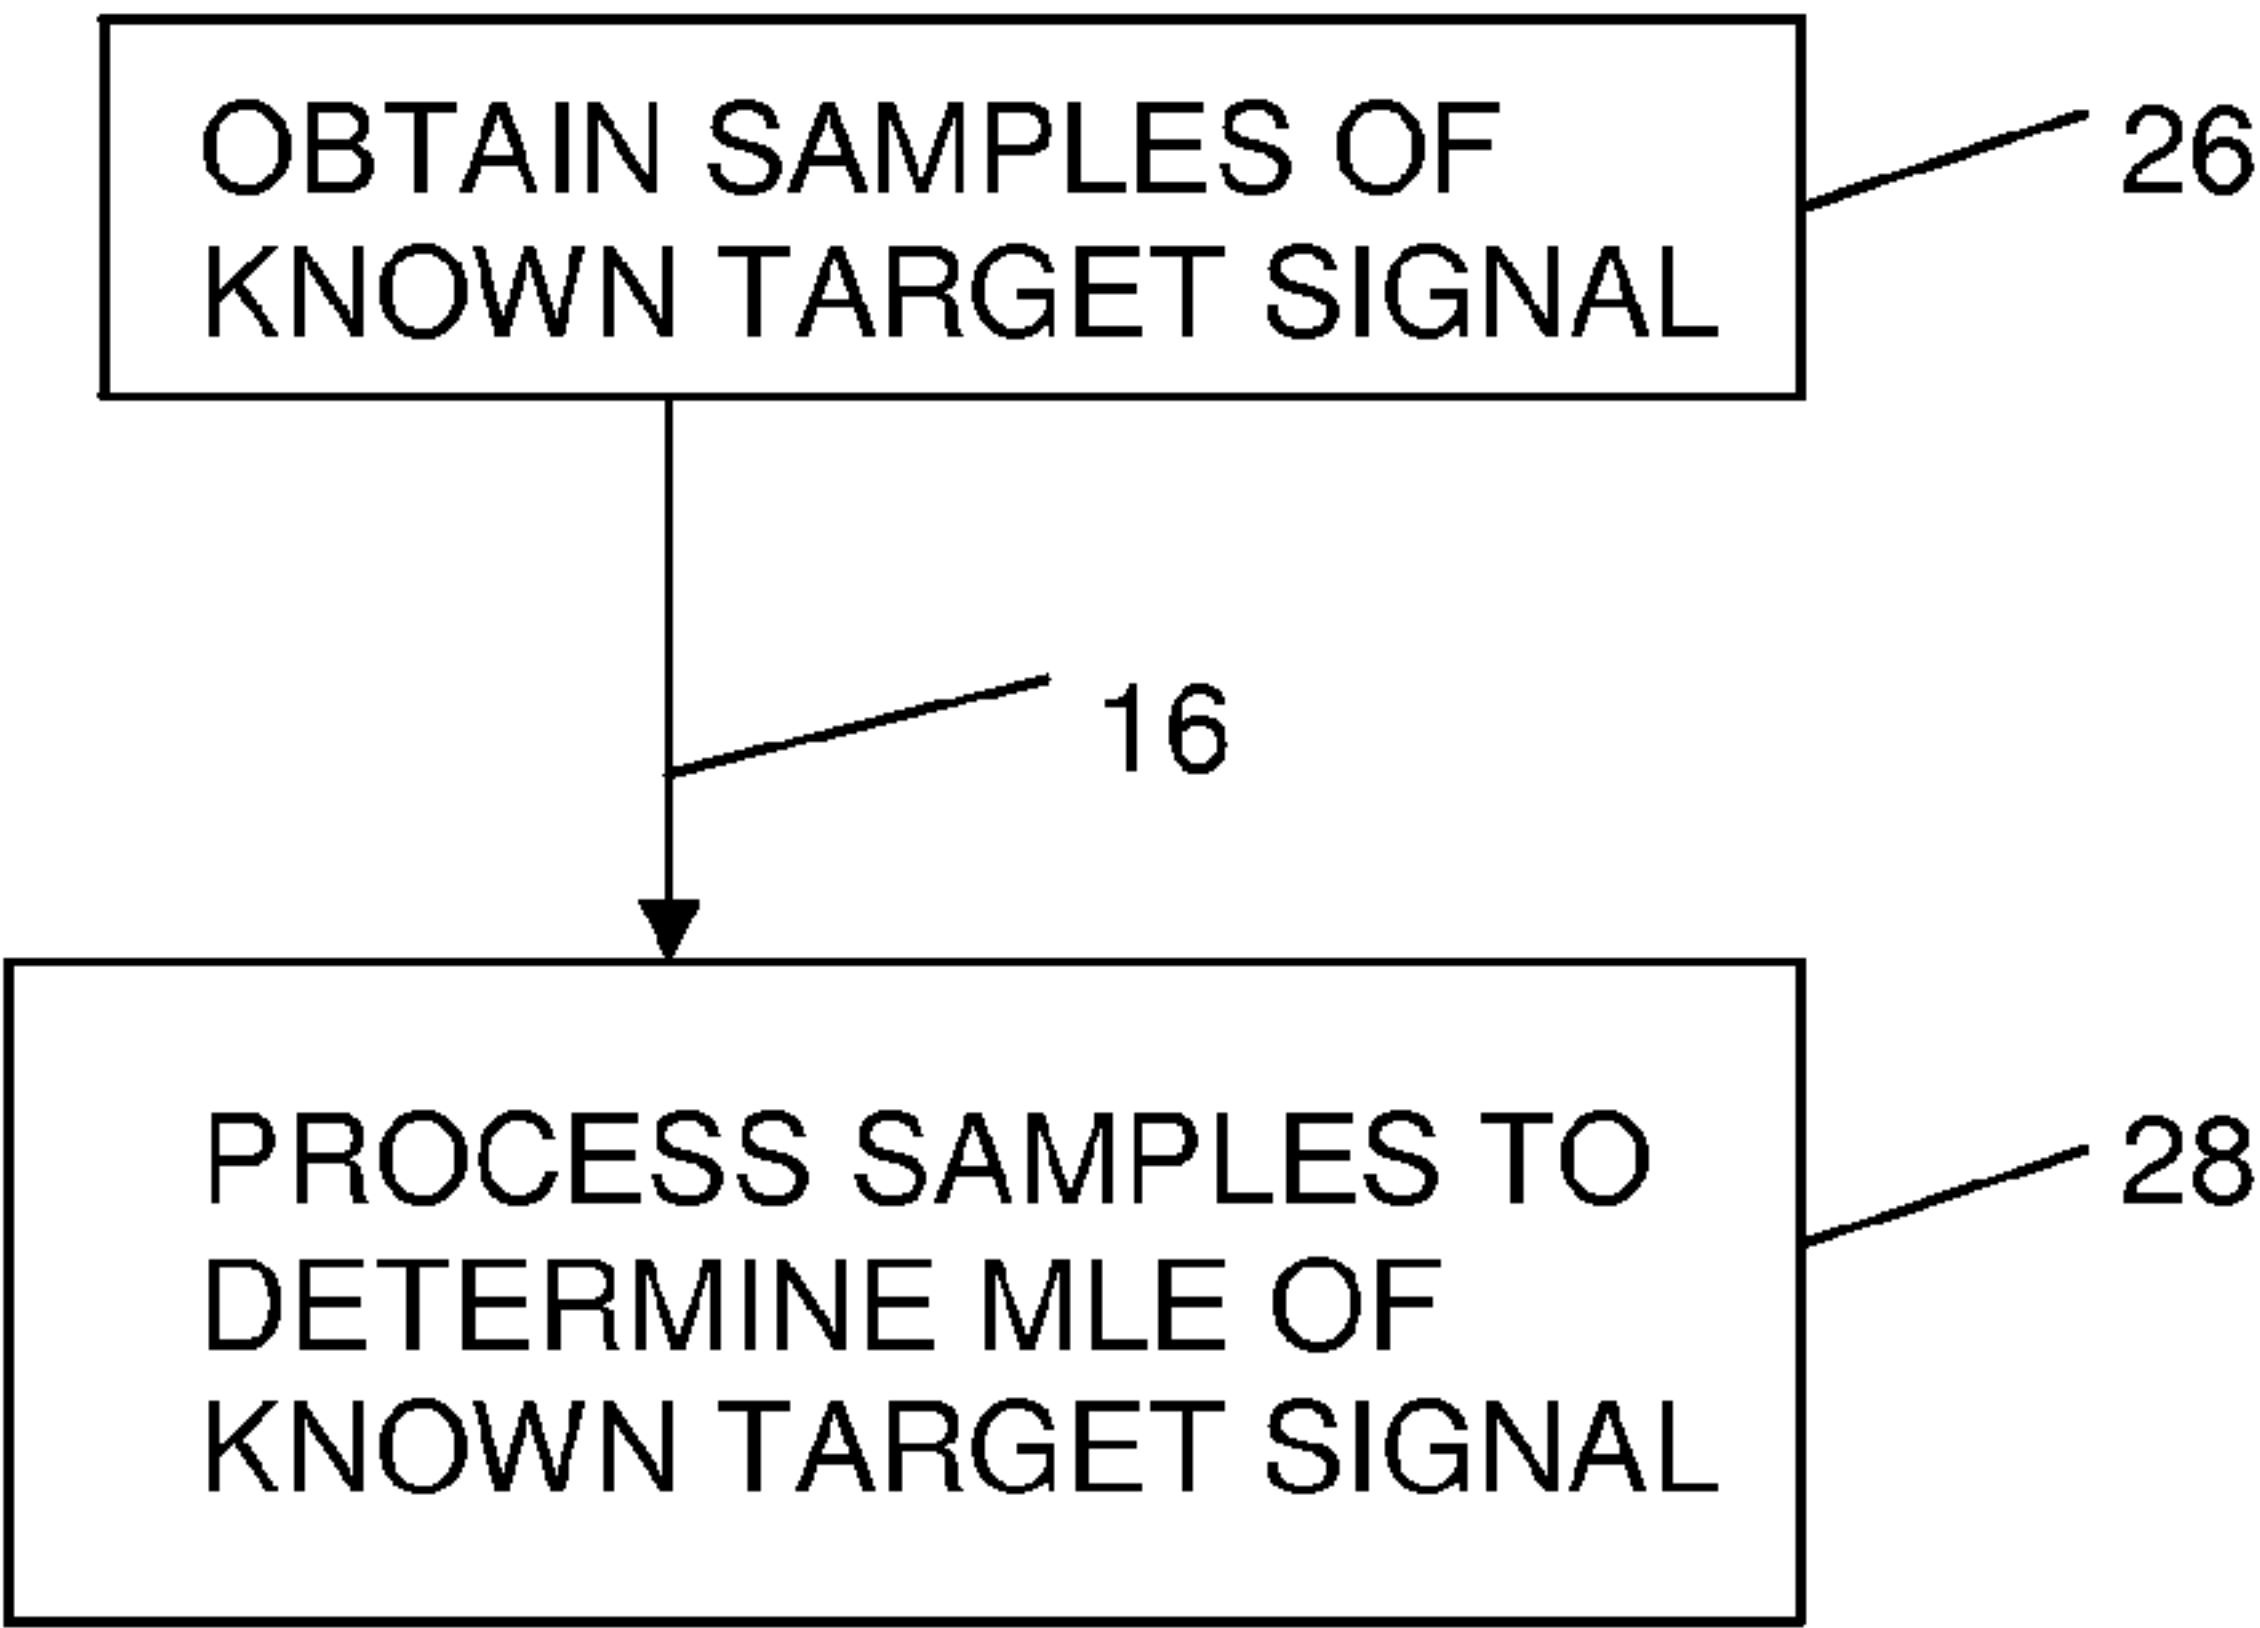 OBTAIN SAMPLES OF
KNOWN TARGET SIGNAL
26
16
PROCESS SAMPLES TO
DETERMINE MLE OF
KNOWN TARGET SIGNAL
28